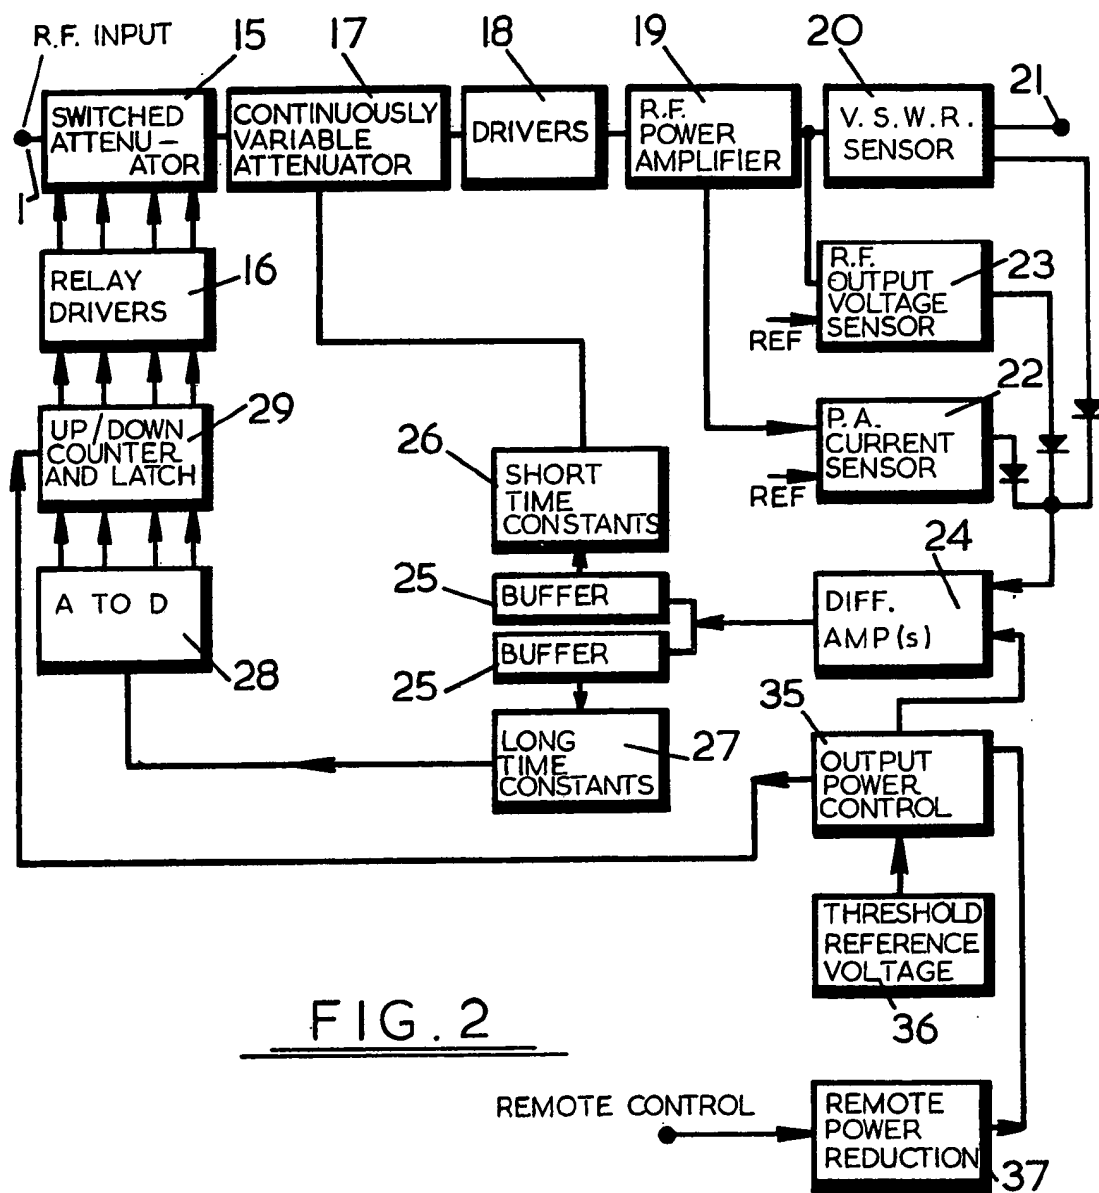 R.F. INPUT
15
17
18
19
20
21
SWITCHED
ATTENU-
ATOR
CONTINUOUSLY
VARIABLE
ATTENUATOR
DRIVERS
R.F.
POWER
AMPLIFIER
V.S.W.R.
SENSOR
1
RELAY
DRIVERS
16
R.F.
OUTPUT
VOLTAGE
SENSOR
23
REF
UP/DOWN
COUNTER
AND LATCH
29
26
SHORT
TIME
CONSTANTS
P.A.
CURRENT
SENSOR
22
REF
A TO D
28
25
BUFFER
25
BUFFER
DIFF.
AMP(s)
24
LONG
TIME
CONSTANTS
27
35
OUTPUT
POWER
CONTROL
THRESHOLD
REFERENCE
VOLTAGE
36
FIG.2
REMOTE CONTROL
REMOTE
POWER
REDUCTION
37